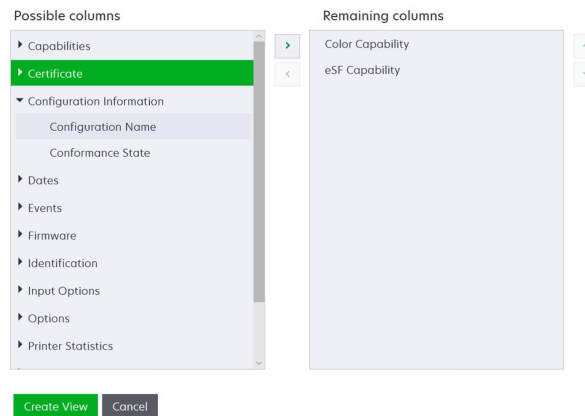 Possible columns
Remaining columns
Capabilities
Certificate
Configuration Information
Configuration Name
Conformance State
Dates
Events
Firmware
Identification
Input Options
Options
Printer Statistics
Color Capability
eSF Capability
Create View
Cancel